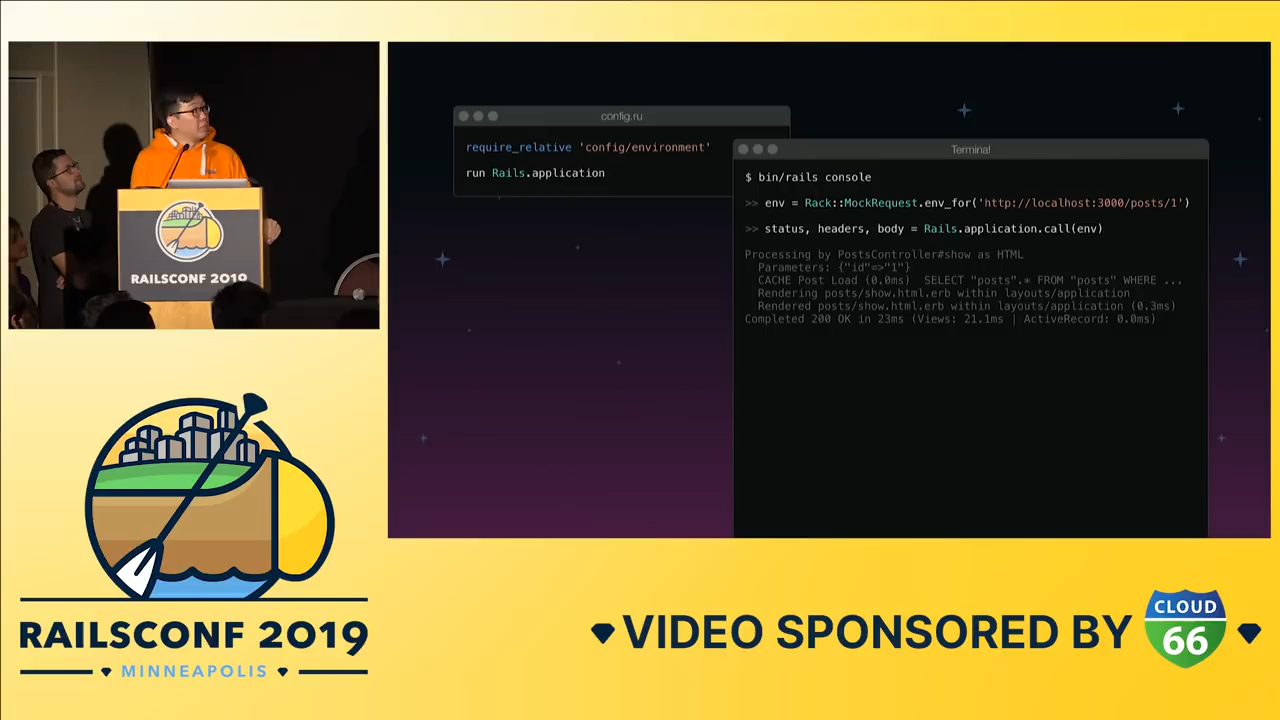 RAILSCONF 2019
config.ru
require_relative 'config/environment'
run Rails.application
Terminal
$ bin/rails console
>> env = Rack::MockRequest.env_for('http://localhost:3000/posts/1')
>> status, headers, body = Rails.application.call(env)
Processing by PostsController#show as HTML
Parameters: {"id"=>"1"}
CACHE Post Load (0.0ms)  SELECT "posts".* FROM "posts" WHERE ...
Rendering posts/show.html.erb within layouts/application
Rendered posts/show.html.erb within layouts/application (0.3ms)
Completed 200 OK in 23ms (Views: 21.1ms | ActiveRecord: 0.0ms)
RAILSCONF 2019
MINNEAPOLIS
VIDEO SPONSORED BY
CLOUD
66